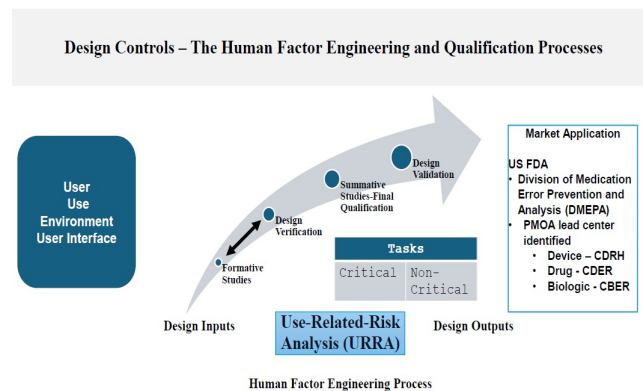 Design Controls – The Human Factor Engineering and Qualification Processes
User
Use
Environment
User Interface
Formative
Studies
Design
Verification
Summative
Studies-Final
Qualification
Design
Validation
Tasks
Critical
Non-
Critical
Design Inputs
Use-Related-Risk
Analysis (URRA)
Design Outputs
Human Factor Engineering Process
Market Application
US FDA
• Division of Medication
Error Prevention and
Analysis (DMEPA)
• PMOA lead center
identified
• Device – CDRH
• Drug - CDER
• Biologic - CBER